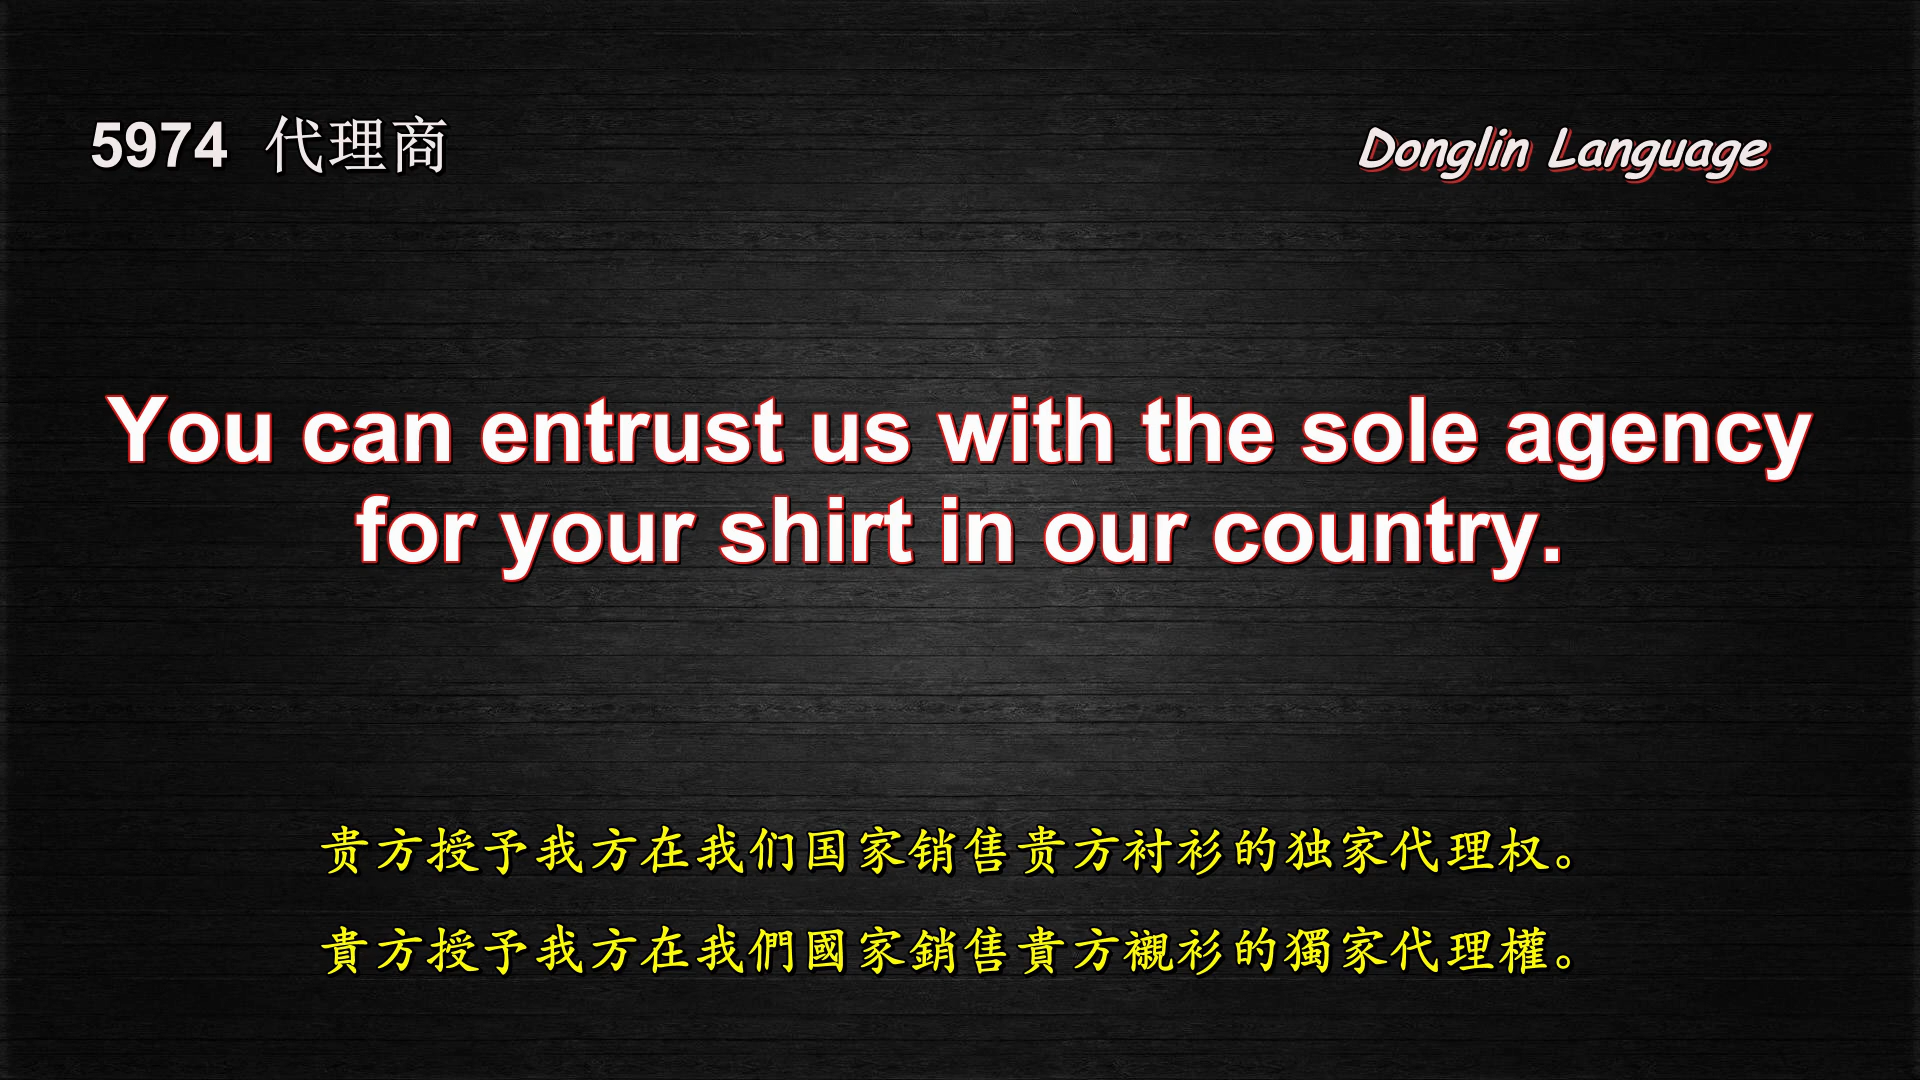 5974 代理商
Donglin Language
You can entrust us with the sole agency
for your shirt in our country.
贵方授予我方在我们国家销售贵方衬衫的独家代理权。
貴方授予我方在我們國家銷售貴方襯衫的獨家代理權。